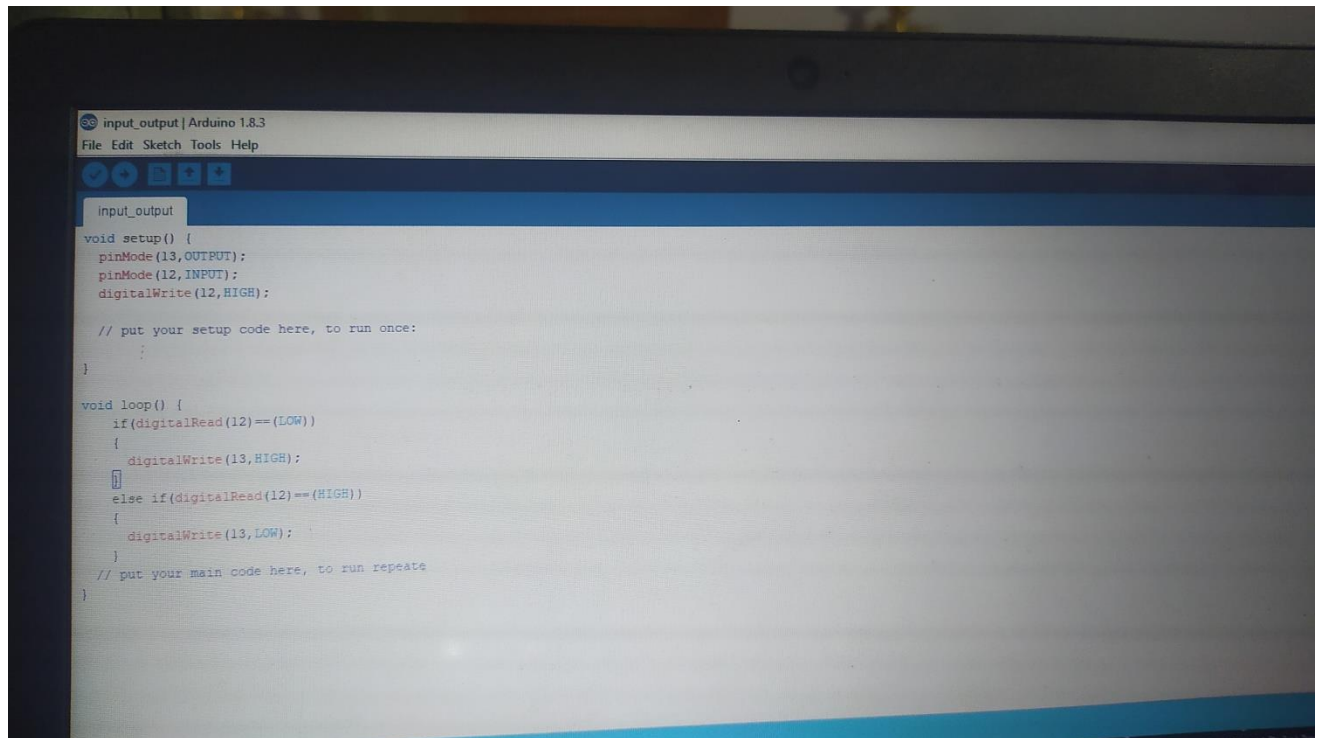 input_output | Arduino 1.8.3
File Edit Sketch Tools Help
input_output
void setup() {
pinMode(13,OUTPUT);
pinMode(12,INPUT);
digitalWrite(12,HIGH);
// put your setup code here, to run once:
}
void loop() {
if(digitalRead(12)==(LOW))
{
digitalWrite(13,HIGH);
}
else if(digitalRead(12)==(HIGH))
{
digitalWrite(13,LOW);
}
// put your main code here, to run repeate
}